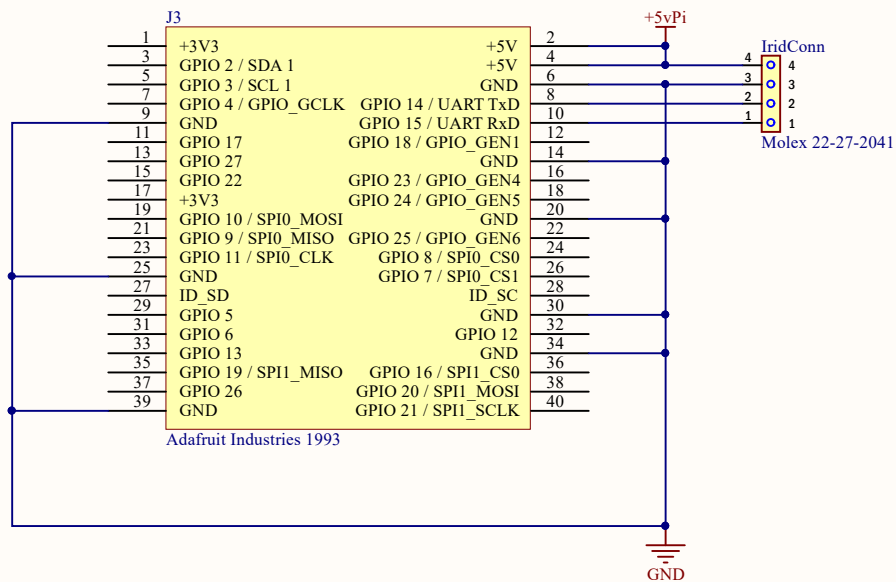 J3
+5vPi
IridConn
1 +3V3 +5V 2
3 GPIO 2 / SDA 1 +5V 4 4 4
5 GPIO 3 / SCL 1 GND 6 3 3
7 GPIO 4 / GPIO_GCLK GPIO 14 / UART TxD 8 2 2
9 GND GPIO 15 / UART RxD 10 1 1
11 GPIO 17 GPIO 18 / GPIO_GEN1 12
Molex 22-27-2041
13 GPIO 27 GND 14
15 GPIO 22 GPIO 23 / GPIO_GEN4 16
17 +3V3 GPIO 24 / GPIO_GEN5 18
19 GPIO 10 / SPI0_MOSI GND 20
21 GPIO 9 / SPI0_MISO GPIO 25 / GPIO_GEN6 22
23 GPIO 11 / SPI0_CLK GPIO 8 / SPI0_CS0 24
25 GND GPIO 7 / SPI0_CS1 26
27 ID_SD ID_SC 28
29 GPIO 5 GND 30
31 GPIO 6 GPIO 12 32
33 GPIO 13 GND 34
35 GPIO 19 / SPI1_MISO GPIO 16 / SPI1_CS0 36
37 GPIO 26 GPIO 20 / SPI1_MOSI 38
39 GND GPIO 21 / SPI1_SCLK 40
Adafruit Industries 1993
GND